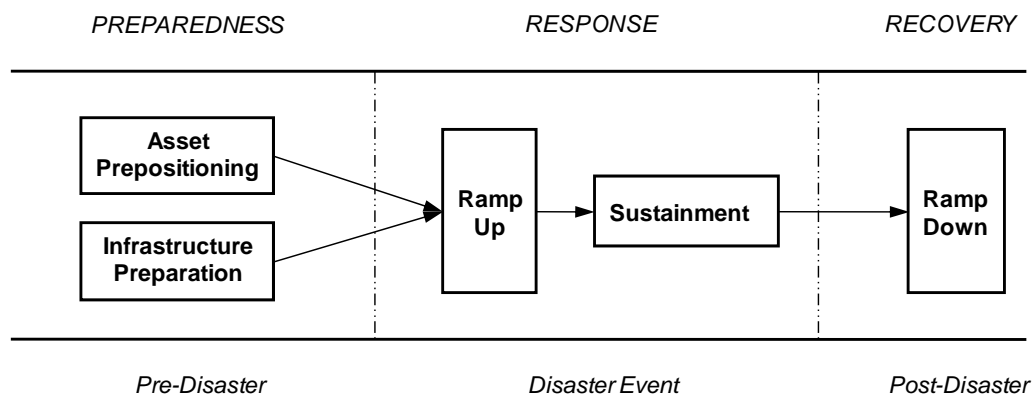 PREPAREDNESS
RESPONSE
RECOVERY
Asset
Prepositioning
Infrastructure
Preparation
Ramp
Up
Sustainment
Ramp
Down
Pre-Disaster
Disaster Event
Post-Disaster